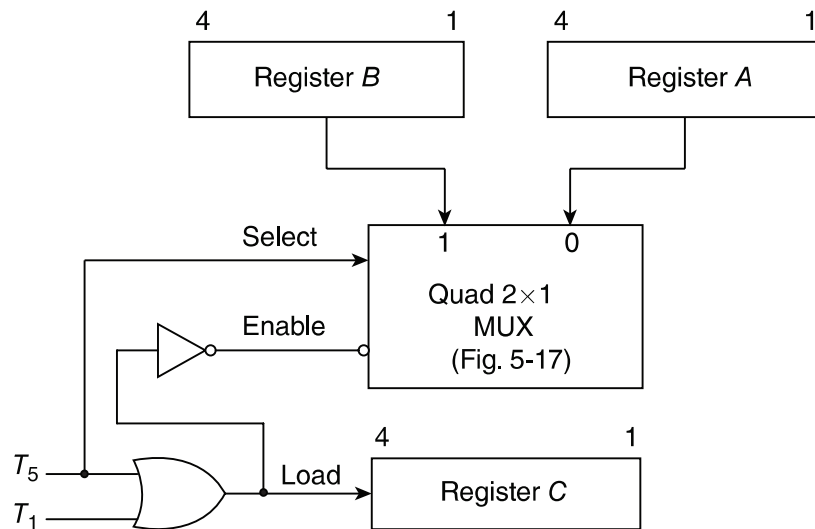 4 1 4 1
Register B Register A
Select
1 0
Quad 2×1
MUX
(Fig. 5-17)
Enable
4 1
T5
Load
Register C
T1